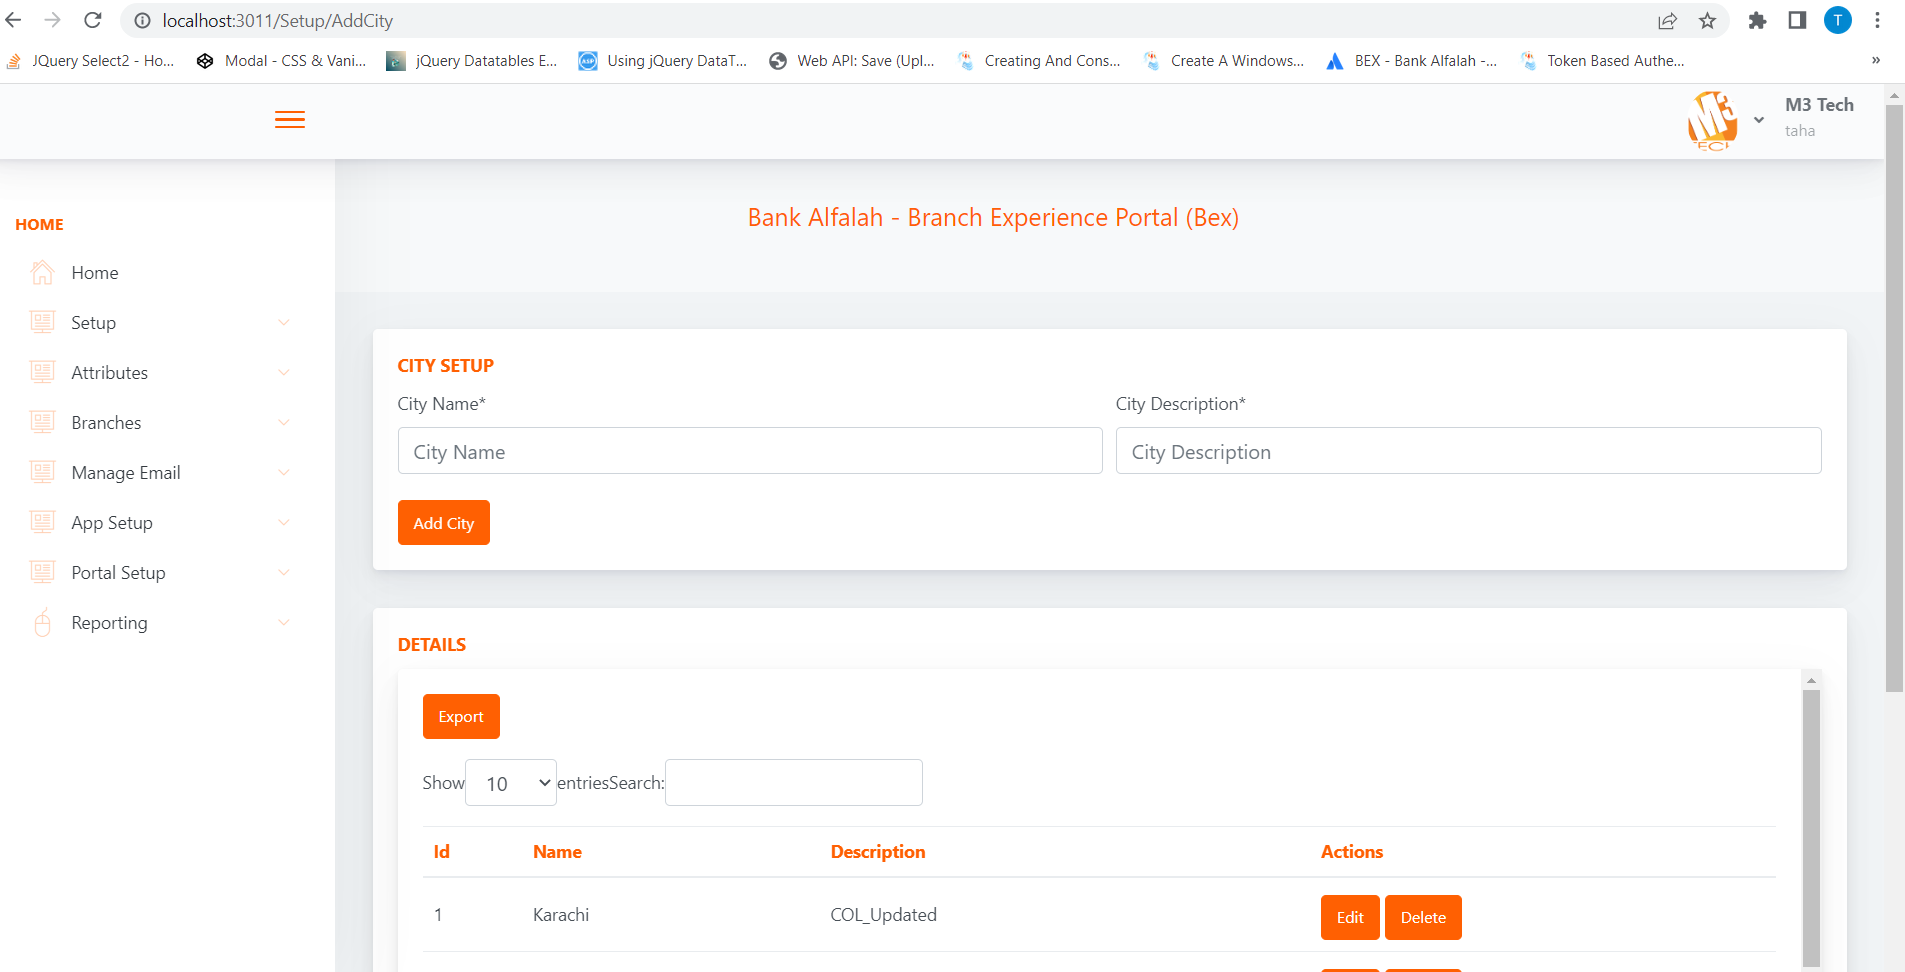 localhost:3011/Setup/AddCity
T
JQuery Select2 - Ho...
Modal - CSS & Vani...
jQuery Datatables E...
Using jQuery DataT...
Web API: Save (Upl...
Creating And Cons...
Create A Windows...
BEX - Bank Alfalah -...
Token Based Authe...
»
M3 Tech
taha
HOME
Home
Setup
Attributes
Branches
Manage Email
App Setup
Portal Setup
Reporting
Bank Alfalah - Branch Experience Portal (Bex)
CITY SETUP
City Name*
City Description*
City Name
City Description
Add City
DETAILS
Export
Show 10 entriesSearch:
Id Name Description Actions
1 Karachi COL_Updated Edit Delete